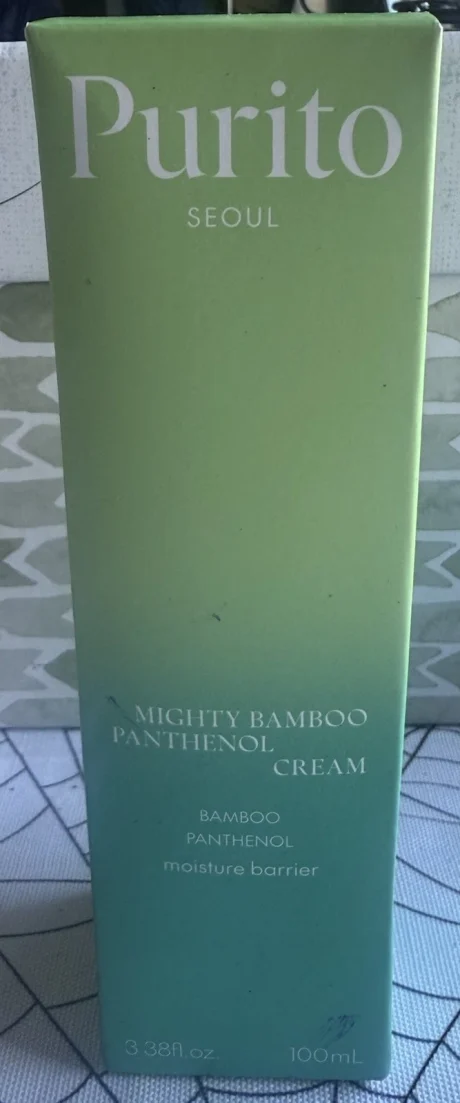 Purito
SEOUL
MIGHTY BAMBOO
PANTHENOL
CREAM
BAMBOO
PANTHENOL
moisture barrier
3.38fl.oz. 100mL